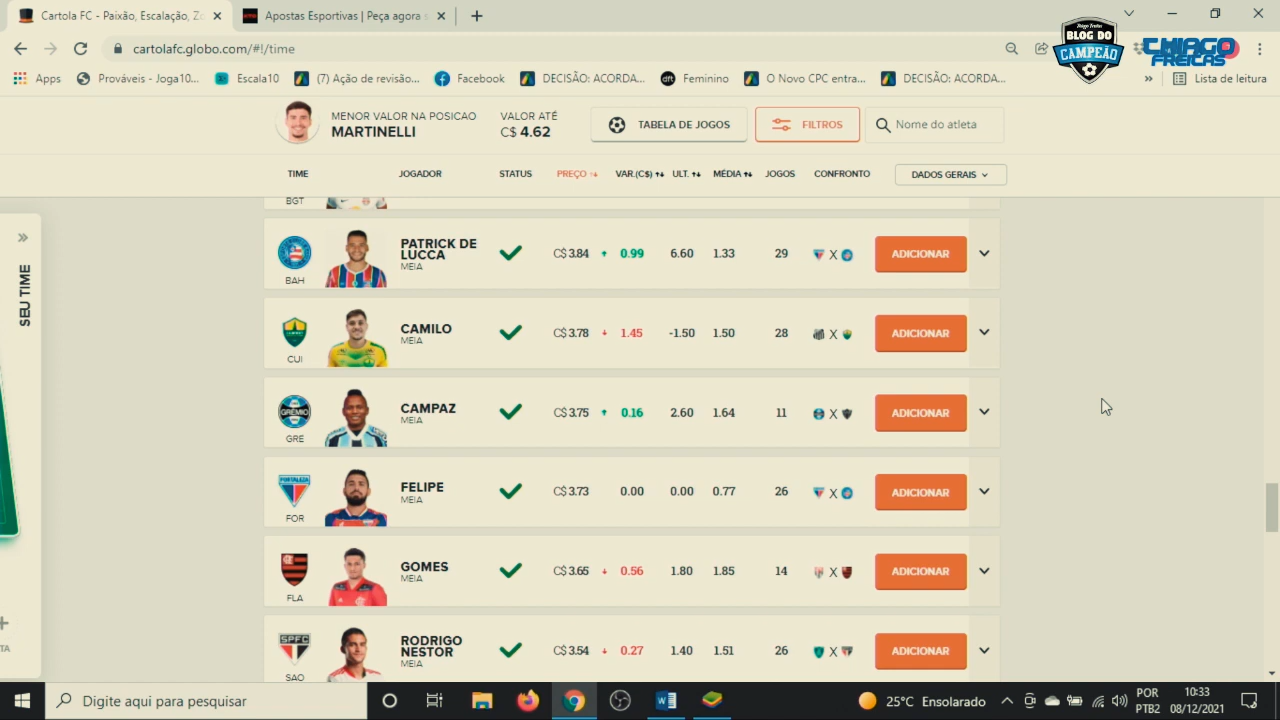 Cartola FC - Paixão, Escalação, Zo
Apostas Esportivas | Peça agora s
cartolafc.globo.com/#!/time
Thiago Freitas
BLOG DO
CAMPEÃO
THIAGO
FREITAS
Apps
Prováveis - Joga10...
Escala10
(7) Ação de revisão...
Facebook
DECISÃO: ACORDA...
Feminino
O Novo CPC entra...
DECISÃO: ACORDA...
Lista de leitura
MENOR VALOR NA POSICAO
MARTINELLI
VALOR ATÉ
C$ 4.62
TABELA DE JOGOS
FILTROS
Nome do atleta
TIME JOGADOR STATUS PREÇO VAR.(C$) ULT. MÉDIA JOGOS CONFRONTO DADOS GERAIS
BGT
SEU TIME
PATRICK DE
LUCCA
MEIA
BAH
C$ 3.84 0.99 6.60 1.33 29 X ADICIONAR
CAMILO
MEIA
CUI
C$ 3.78 1.45 -1.50 1.50 28 X ADICIONAR
CAMPAZ
MEIA
GRÊMIO
GRE
C$ 3.75 0.16 2.60 1.64 11 X ADICIONAR
FELIPE
MEIA
FORTALEZA
FOR
C$ 3.73 0.00 0.00 0.77 26 X ADICIONAR
GOMES
MEIA
FLA
C$ 3.65 0.56 1.80 1.85 14 X ADICIONAR
RODRIGO
NESTOR
MEIA
SPFC
SAO
C$ 3.54 0.27 1.40 1.51 26 X ADICIONAR
TA
Digite aqui para pesquisar
25°C Ensolarado
POR
PTB2
10:33
08/12/2021